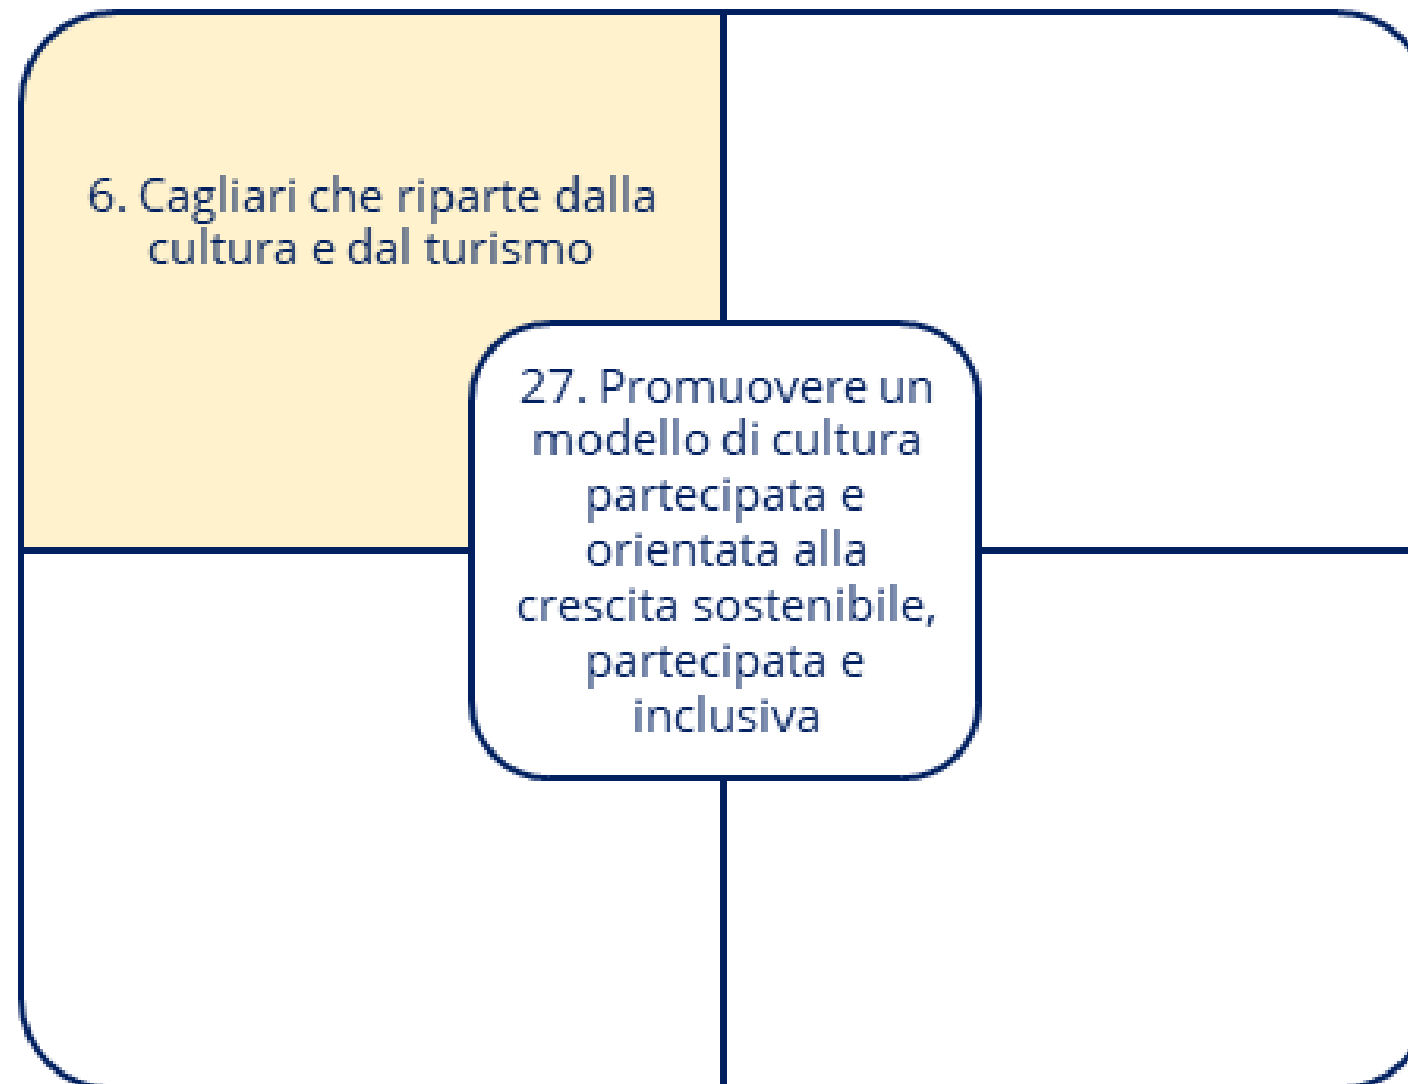 6. Cagliari che riparte dalla
cultura e dal turismo
27. Promuovere un
modello di cultura
partecipata e
orientata alla
crescita sostenibile,
partecipata e
inclusiva